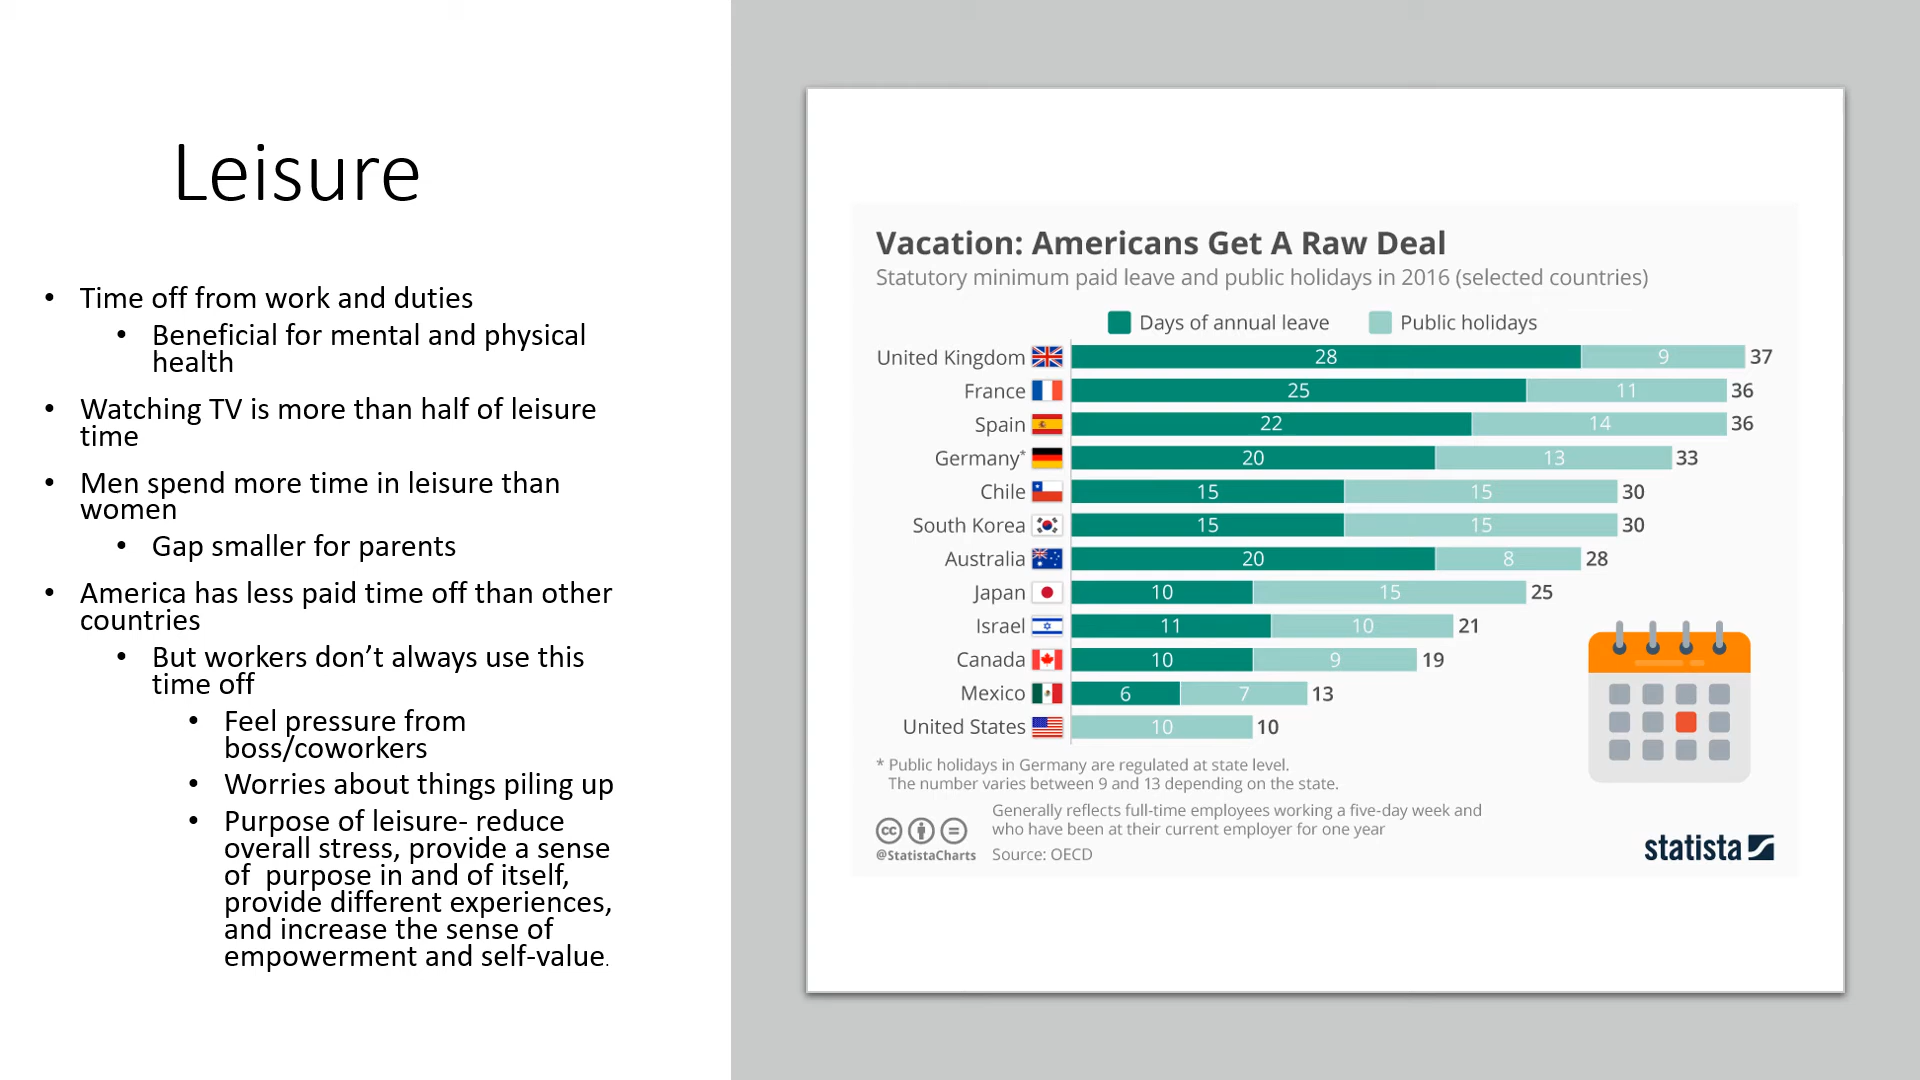 Leisure
• Time off from work and duties
• Beneficial for mental and physical
health
• Watching TV is more than half of leisure
time
• Men spend more time in leisure than
women
• Gap smaller for parents
• America has less paid time off than other
countries
• But workers don’t always use this
time off
• Feel pressure from
boss/coworkers
• Worries about things piling up
• Purpose of leisure- reduce
overall stress, provide a sense
of  purpose in and of itself,
provide different experiences,
and increase the sense of
empowerment and self-value.
Vacation: Americans Get A Raw Deal
Statutory minimum paid leave and public holidays in 2016 (selected countries)
Days of annual leave Public holidays
United Kingdom 28 9 37
France 25 11 36
Spain 22 14 36
Germany* 20 13 33
Chile 15 15 30
South Korea 15 15 30
Australia 20 8 28
Japan 10 15 25
Israel 11 10 21
Canada 10 9 19
Mexico 6 7 13
United States 10 10
* Public holidays in Germany are regulated at state level.
The number varies between 9 and 13 depending on the state.
Generally reflects full-time employees working a five-day week and
who have been at their current employer for one year
cc
@StatistaCharts Source: OECD
statista